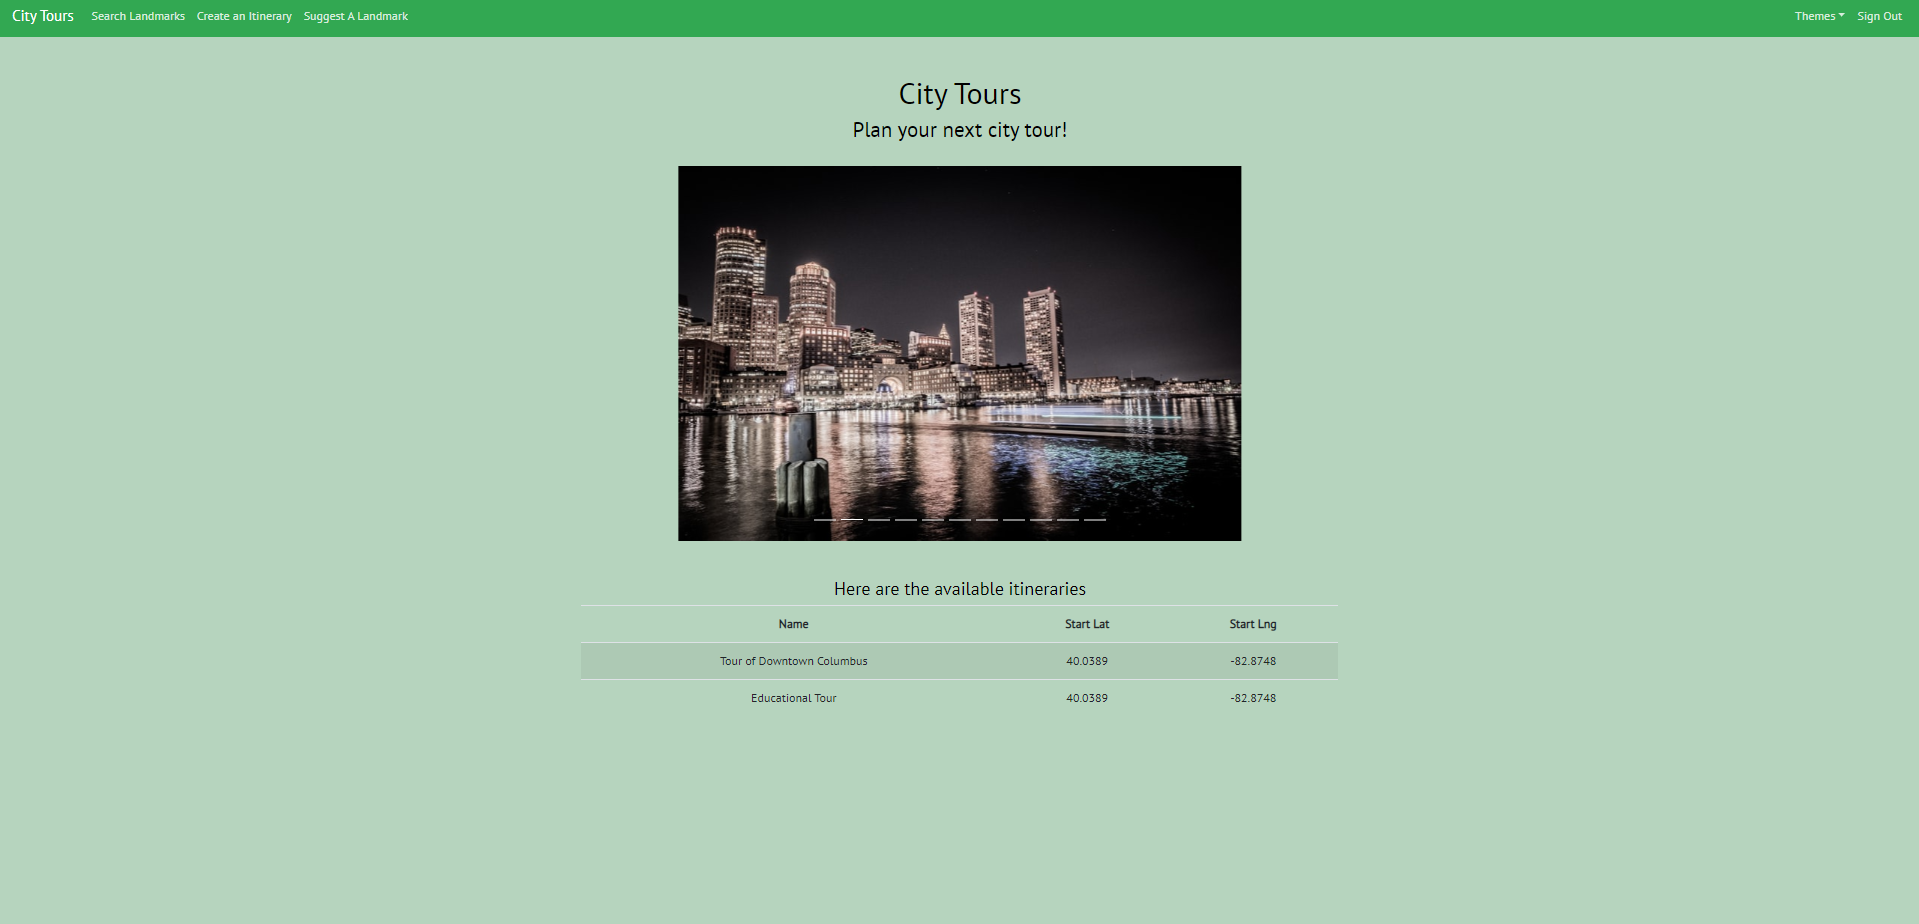 City Tours Search Landmarks Create an Itinerary Suggest A Landmark Themes Sign Out
City Tours
Plan your next city tour!
Here are the available itineraries
Name Start Lat Start Lng
Tour of Downtown Columbus 40.0389 -82.8748
Educational Tour 40.0389 -82.8748